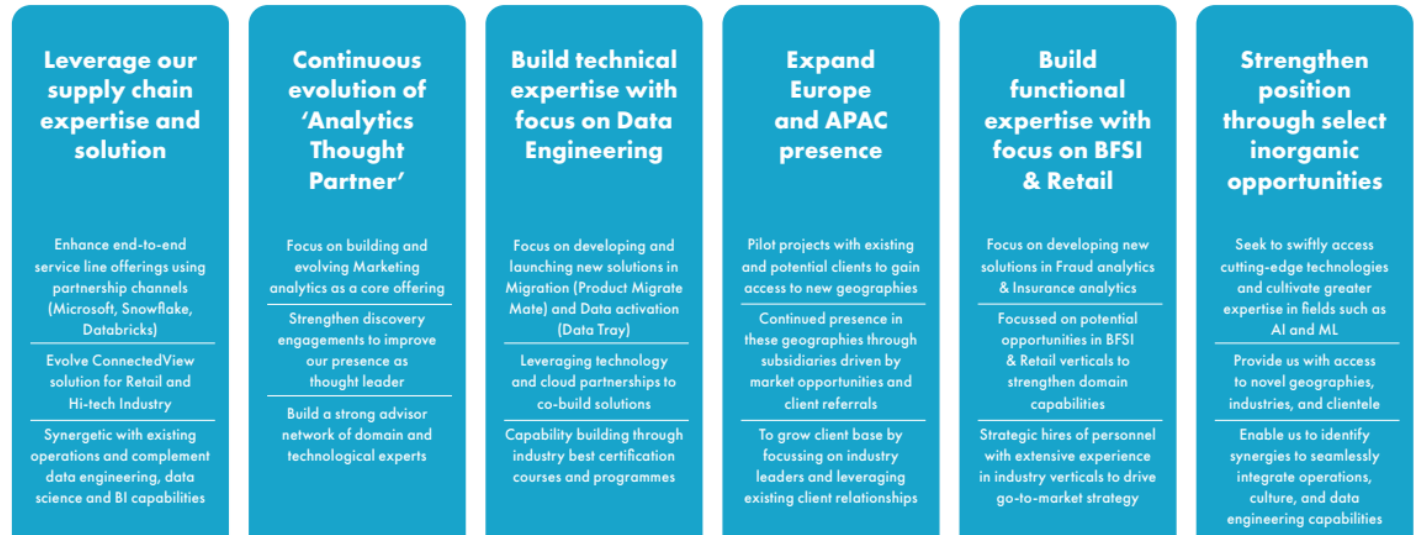 Leverage our
supply chain
expertise and
solution
Enhance end-to-end
service line offerings using
partnership channels
(Microsoft, Snowflake,
Databricks)
Evolve ConnectedView
solution for Retail and
Hi-tech Industry
Synergetic with existing
operations and complement
data engineering, data
science and BI capabilities
Continuous
evolution of
‘Analytics
Thought
Partner’
Focus on building and
evolving Marketing
analytics as a core offering
Strengthen discovery
engagements to improve
our presence as
thought leader
Build a strong advisor
network of domain and
technological experts
Build technical
expertise with
focus on Data
Engineering
Focus on developing and
launching new solutions in
Migration (Product Migrate
Mate) and Data activation
(Data Tray)
Leveraging technology
and cloud partnerships to
co-build solutions
Capability building through
industry best certification
courses and programmes
Expand
Europe
and APAC
presence
Pilot projects with existing
and potential clients to gain
access to new geographies
Continued presence in
these geographies through
subsidiaries driven by
market opportunities and
client referrals
To grow client base by
focussing on industry
leaders and leveraging
existing client relationships
Build
functional
expertise with
focus on BFSI
& Retail
Focus on developing new
solutions in Fraud analytics
& Insurance analytics
Focussed on potential
opportunities in BFSI
& Retail verticals to
strengthen domain
capabilities
Strategic hires of personnel
with extensive experience
in industry verticals to drive
go-to-market strategy
Strengthen
position
through select
inorganic
opportunities
Seek to swiftly access
cutting-edge technologies
and cultivate greater
expertise in fields such as
AI and ML
Provide us with access
to novel geographies,
industries, and clientele
Enable us to identify
synergies to seamlessly
integrate operations,
culture, and data
engineering capabilities